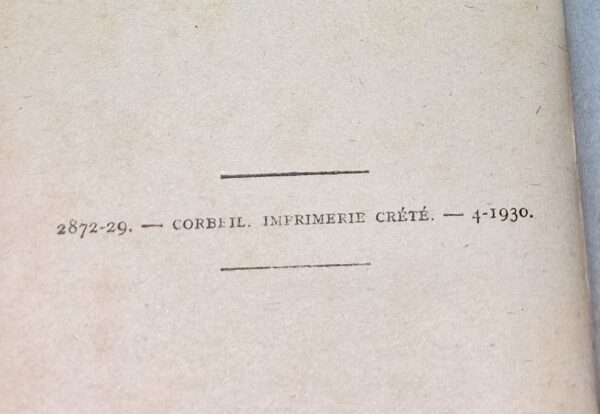 2872-29. — CORBEIL. IMPRIMERIE CRÉTÉ. — 4-1930.